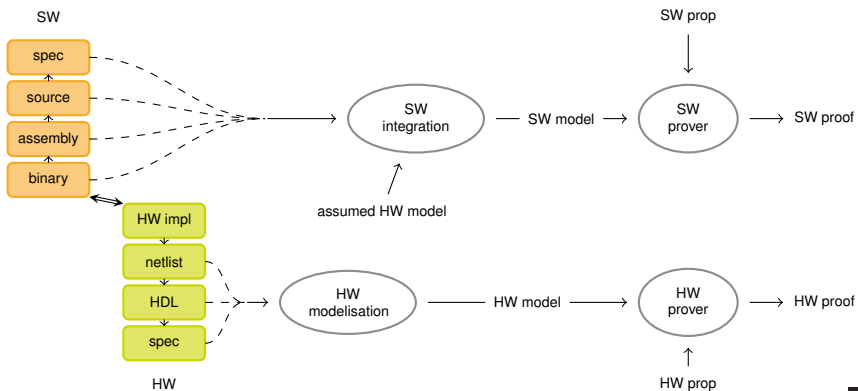 SW
SW prop
spec
source
assembly
binary
SW
integration
SW model
SW
prover
SW proof
assumed HW model
HW impl
netlist
HDL
spec
HW
modelisation
HW model
HW
prover
HW proof
HW
HW prop